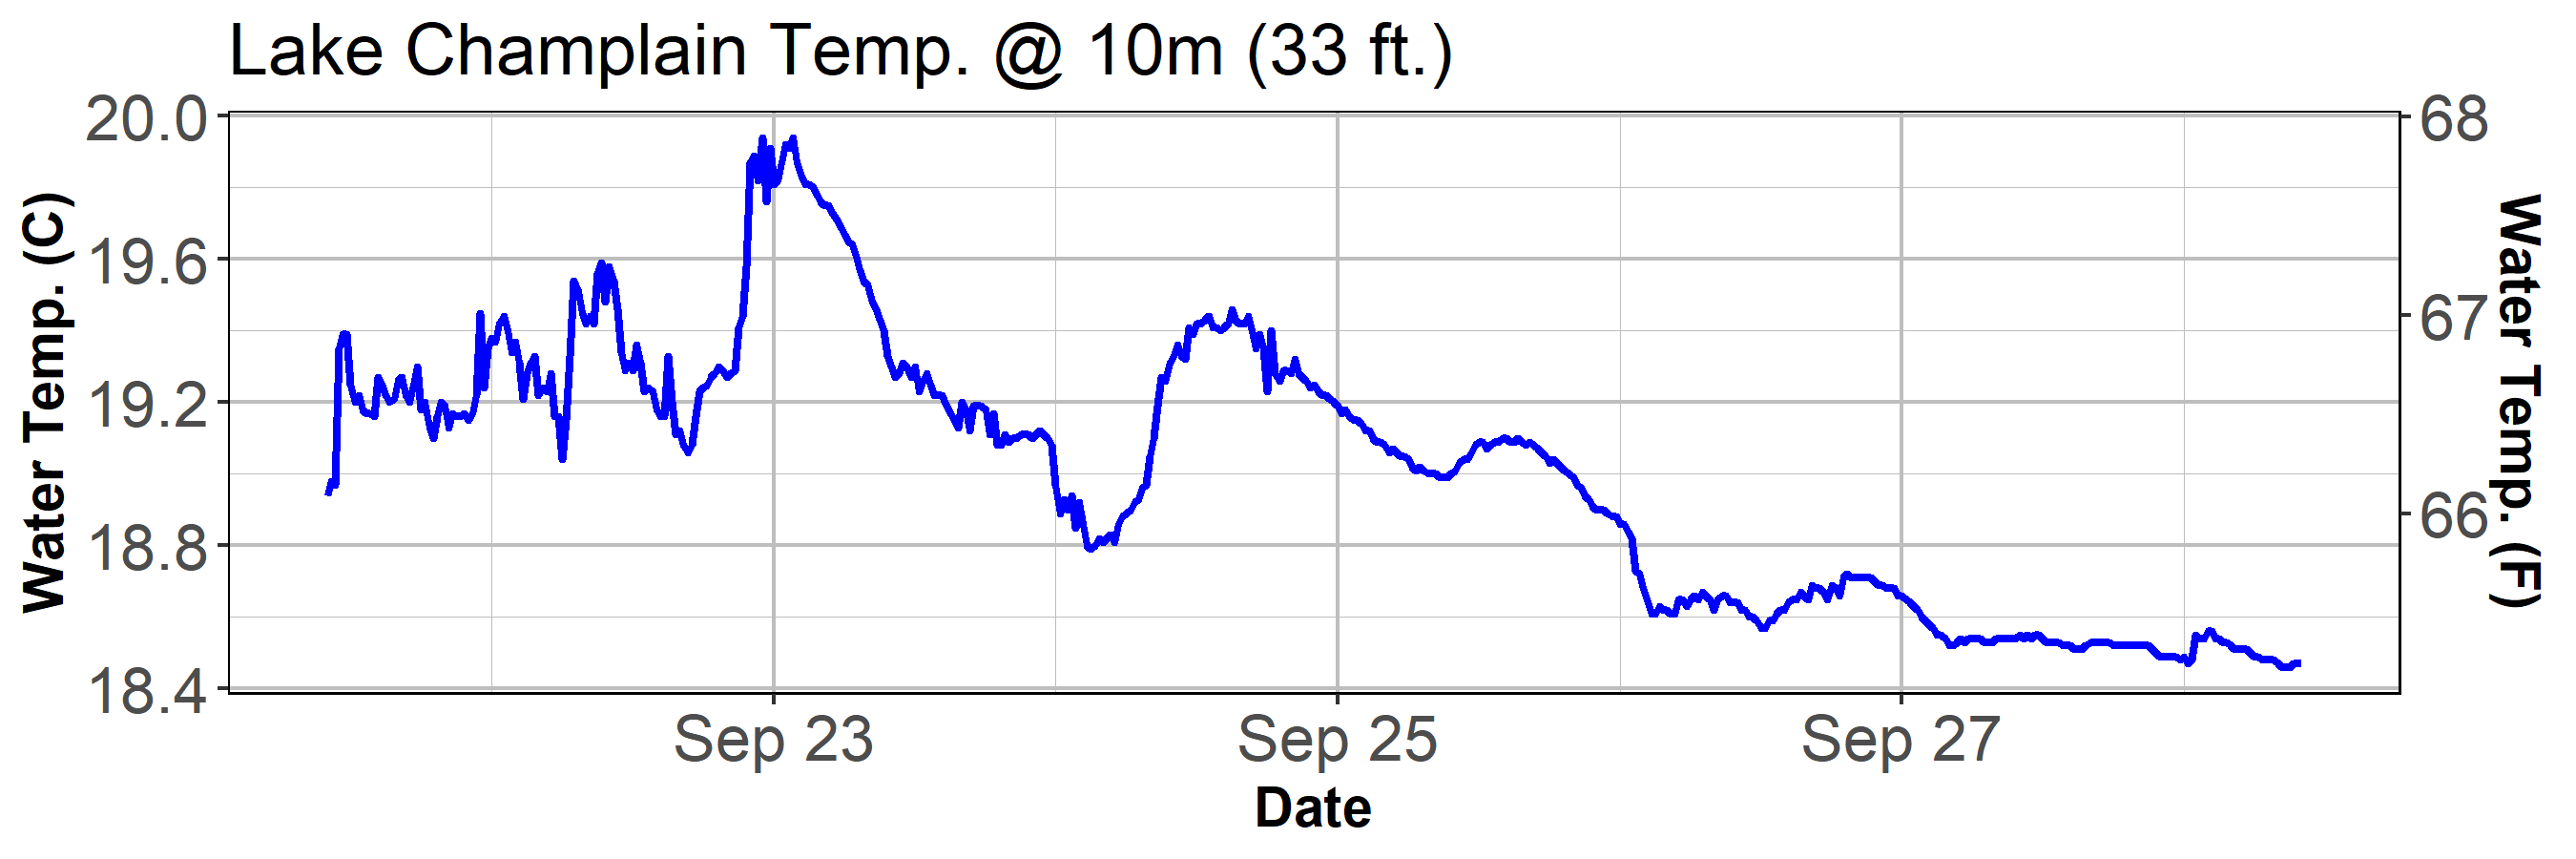 Lake Champlain Temp. @ 10m (33 ft.)
Water Temp. (C)
20.0
19.6
19.2
18.8
18.4
68
67
66
Water Temp. (F)
Sep 23
Sep 25
Sep 27
Date